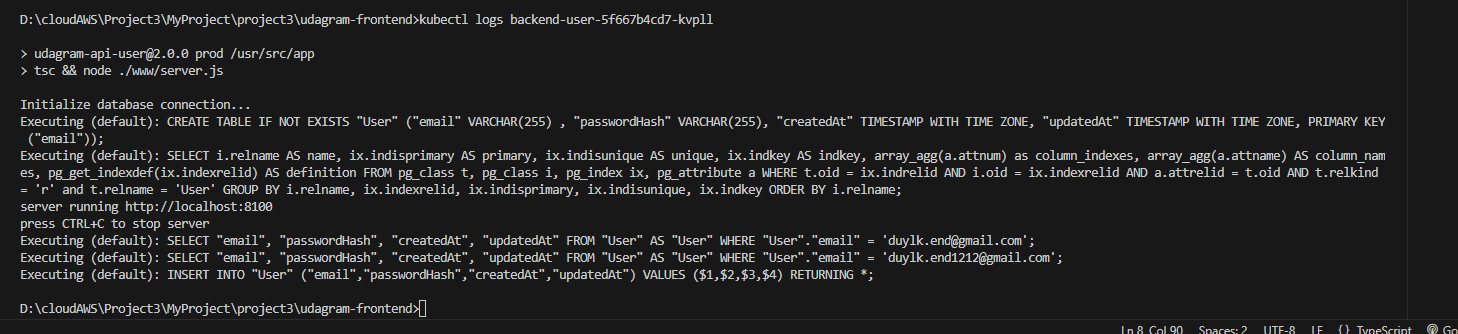 D:\cloudAWS\Project3\MyProject\project3\udagram-frontend>kubectl logs backend-user-5f667b4cd7-kvpll
> udagram-api-user@2.0.0 prod /usr/src/app
> tsc && node ./www/server.js
Initialize database connection...
Executing (default): CREATE TABLE IF NOT EXISTS "User" ("email" VARCHAR(255) , "passwordHash" VARCHAR(255), "createdAt" TIMESTAMP WITH TIME ZONE, "updatedAt" TIMESTAMP WITH TIME ZONE, PRIMARY KEY
("email"));
Executing (default): SELECT i.relname AS name, ix.indisprimary AS primary, ix.indisunique AS unique, ix.indkey AS indkey, array_agg(a.attnum) as column_indexes, array_agg(a.attname) AS column_nam
es, pg_get_indexdef(ix.indexrelid) AS definition FROM pg_class t, pg_class i, pg_index ix, pg_attribute a WHERE t.oid = ix.indrelid AND i.oid = ix.indexrelid AND a.attrelid = t.oid AND t.relkind
= 'r' and t.relname = 'User' GROUP BY i.relname, ix.indexrelid, ix.indisprimary, ix.indisunique, ix.indkey ORDER BY i.relname;
server running http://localhost:8100
press CTRL+C to stop server
Executing (default): SELECT "email", "passwordHash", "createdAt", "updatedAt" FROM "User" AS "User" WHERE "User"."email" = 'duylk.end@gmail.com';
Executing (default): SELECT "email", "passwordHash", "createdAt", "updatedAt" FROM "User" AS "User" WHERE "User"."email" = 'duylk.end1212@gmail.com';
Executing (default): INSERT INTO "User" ("email","passwordHash","createdAt","updatedAt") VALUES ($1,$2,$3,$4) RETURNING *;
D:\cloudAWS\Project3\MyProject\project3\udagram-frontend>
Ln 8, Col 90 Spaces: 2 UTF-8 LF {} TypeScript Go